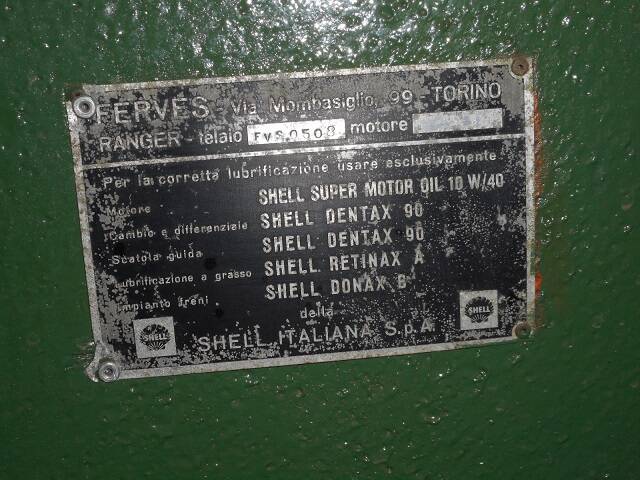 FERVES Via Mombasiglio, 99 - TORINO
RANGER - telaio FVS0508 motore
Per la corretta lubrificazione usare esclusivamente
Motore SHELL SUPER MOTOR OIL 10 W/40
Cambio e differenziale SHELL DENTAX 90
Scatola guida SHELL DENTAX 90
Lubrificazione a grasso SHELL RETINAX A
Impianto freni SHELL DONAX B
della
SHELL ITALIANA S.p.A.
SHELL
SHELL